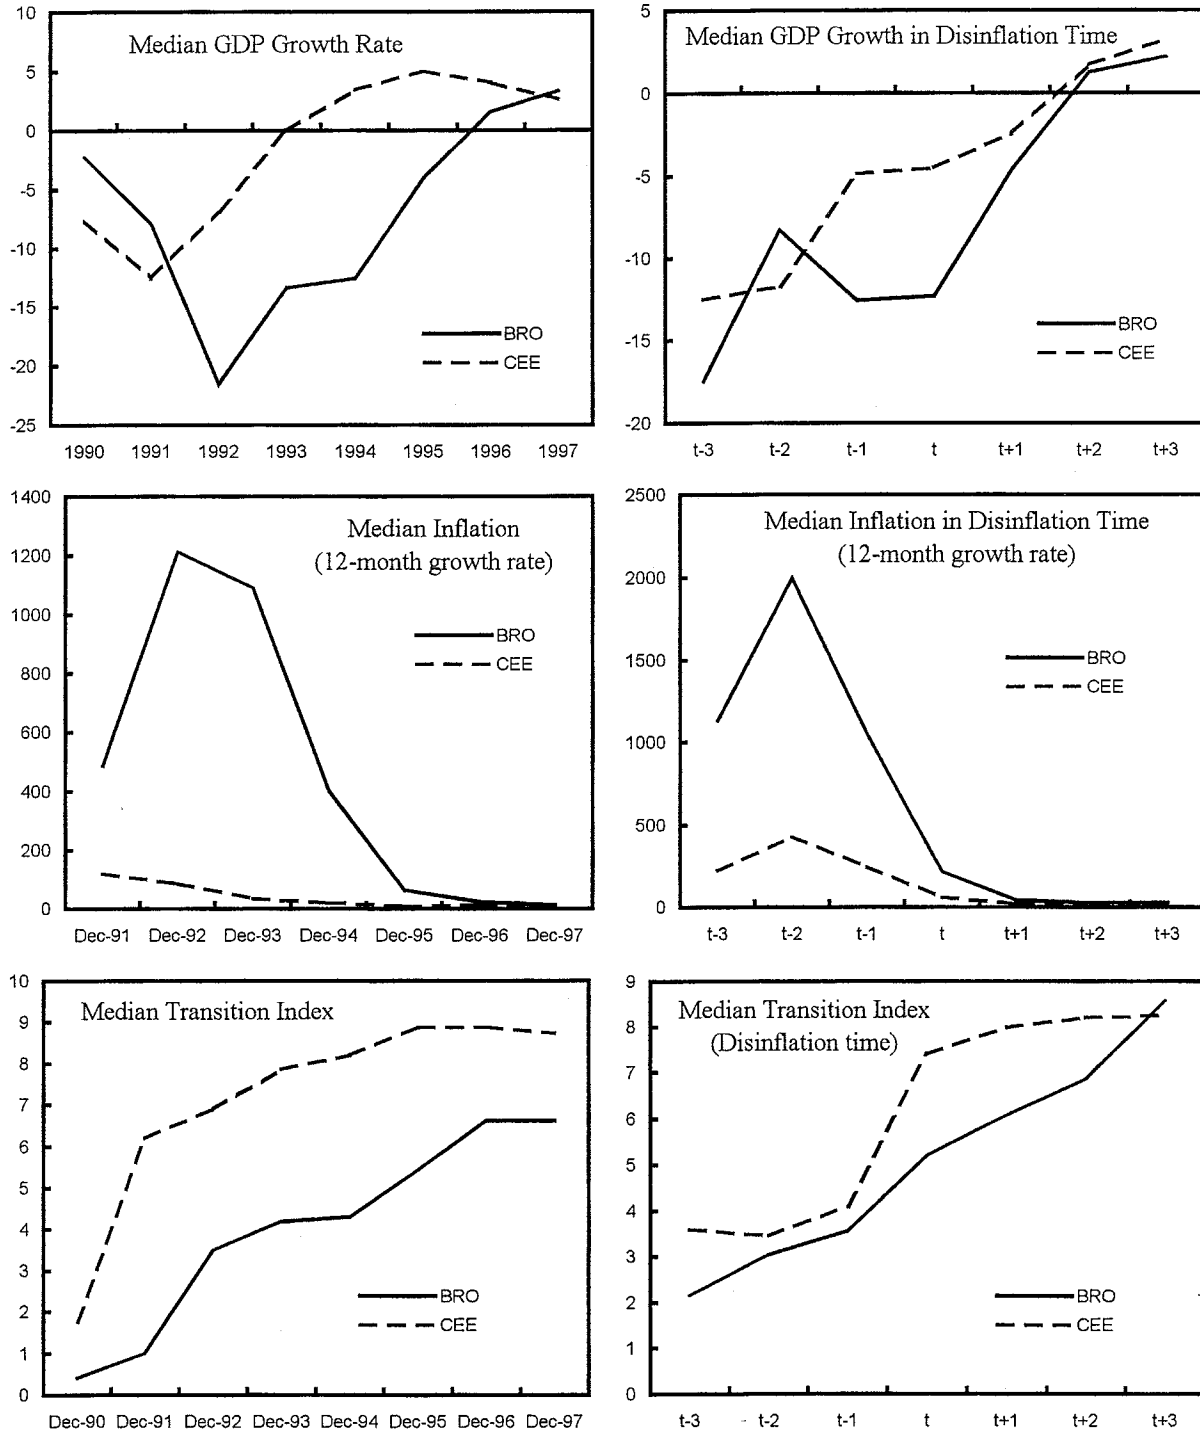 10
5
0
-5
-10
-15
-20
-25
Median GDP Growth Rate
BRO
CEE
1990 1991 1992 1993 1994 1995 1996 1997
5
0
-5
-10
-15
-20
Median GDP Growth in Disinflation Time
BRO
CEE
t-3 t-2 t-1 t t+1 t+2 t+3
1400
1200
1000
800
600
400
200
0
Median Inflation
(12-month growth rate)
BRO
CEE
Dec-91 Dec-92 Dec-93 Dec-94 Dec-95 Dec-96 Dec-97
2500
2000
1500
1000
500
0
Median Inflation in Disinflation Time
(12-month growth rate)
BRO
CEE
t-3 t-2 t-1 t t+1 t+2 t+3
10
9
8
7
6
5
4
3
2
1
0
Median Transition Index
BRO
CEE
Dec-90 Dec-91 Dec-92 Dec-93 Dec-94 Dec-95 Dec-96 Dec-97
9
8
7
6
5
4
3
2
1
0
Median Transition Index
(Disinflation time)
BRO
CEE
t-3 t-2 t-1 t t+1 t+2 t+3